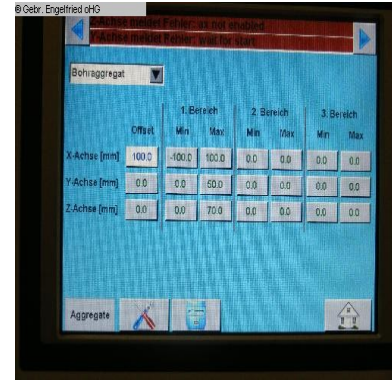 © Gebr. Engelfried oHG
Z-Achse meldet Fehler: as not enabled
Y-Achse meldet Fehler: wait for start
Bohraggregat
1. Bereich 2. Bereich 3. Bereich
Offset Min Max Min Max Min Max
X-Achse [mm] 100.0 -100.0 100.0 0.0 0.0 0.0 0.0
Y-Achse [mm] 0.0 0.0 50.0 0.0 0.0 0.0 0.0
Z-Achse [mm] 0.0 0.0 70.0 0.0 0.0 0.0 0.0
Aggregate